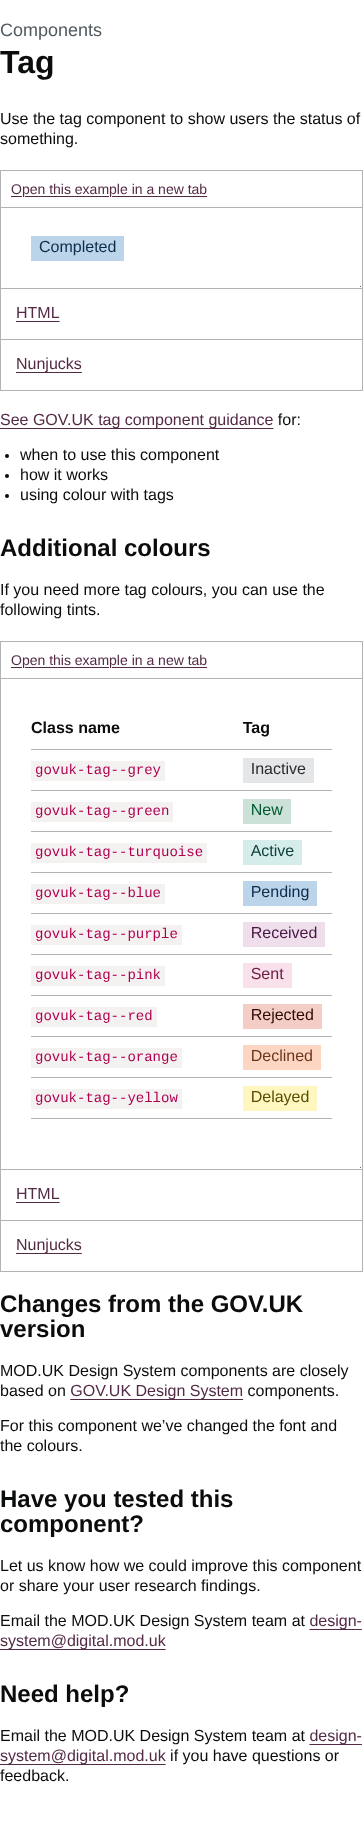 Components
Tag
Use the tag component to show users the status of
something.
Open this example in a new tab
Completed
HTML
Nunjucks
See GOV.UK tag component guidance for:
• when to use this component
• how it works
• using colour with tags
Additional colours
If you need more tag colours, you can use the
following tints.
Open this example in a new tab
Class name Tag
govuk-tag--grey Inactive
govuk-tag--green New
govuk-tag--turquoise Active
govuk-tag--blue Pending
govuk-tag--purple Received
govuk-tag--pink Sent
govuk-tag--red Rejected
govuk-tag--orange Declined
govuk-tag--yellow Delayed
HTML
Nunjucks
Changes from the GOV.UK
version
MOD.UK Design System components are closely
based on GOV.UK Design System components.
For this component we’ve changed the font and
the colours.
Have you tested this
component?
Let us know how we could improve this component
or share your user research findings.
Email the MOD.UK Design System team at design-
system@digital.mod.uk
Need help?
Email the MOD.UK Design System team at design-
system@digital.mod.uk if you have questions or
feedback.